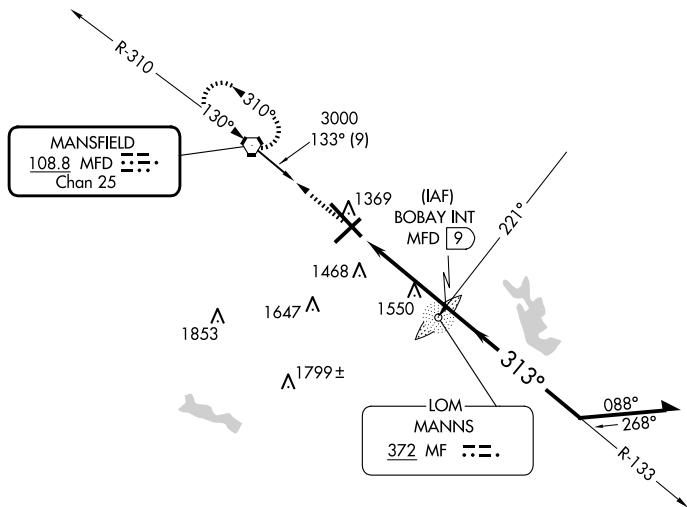 R-310
310°
130°
3000
133° (9)
MANSFIELD
108.8 MFD
Chan 25
1369
(IAF)
BOBAY INT
MFD 9
221°
1468
1550
1647
1853
1799 ±
313°
LOM
MANNS
372 MF
088°
268°
R-133